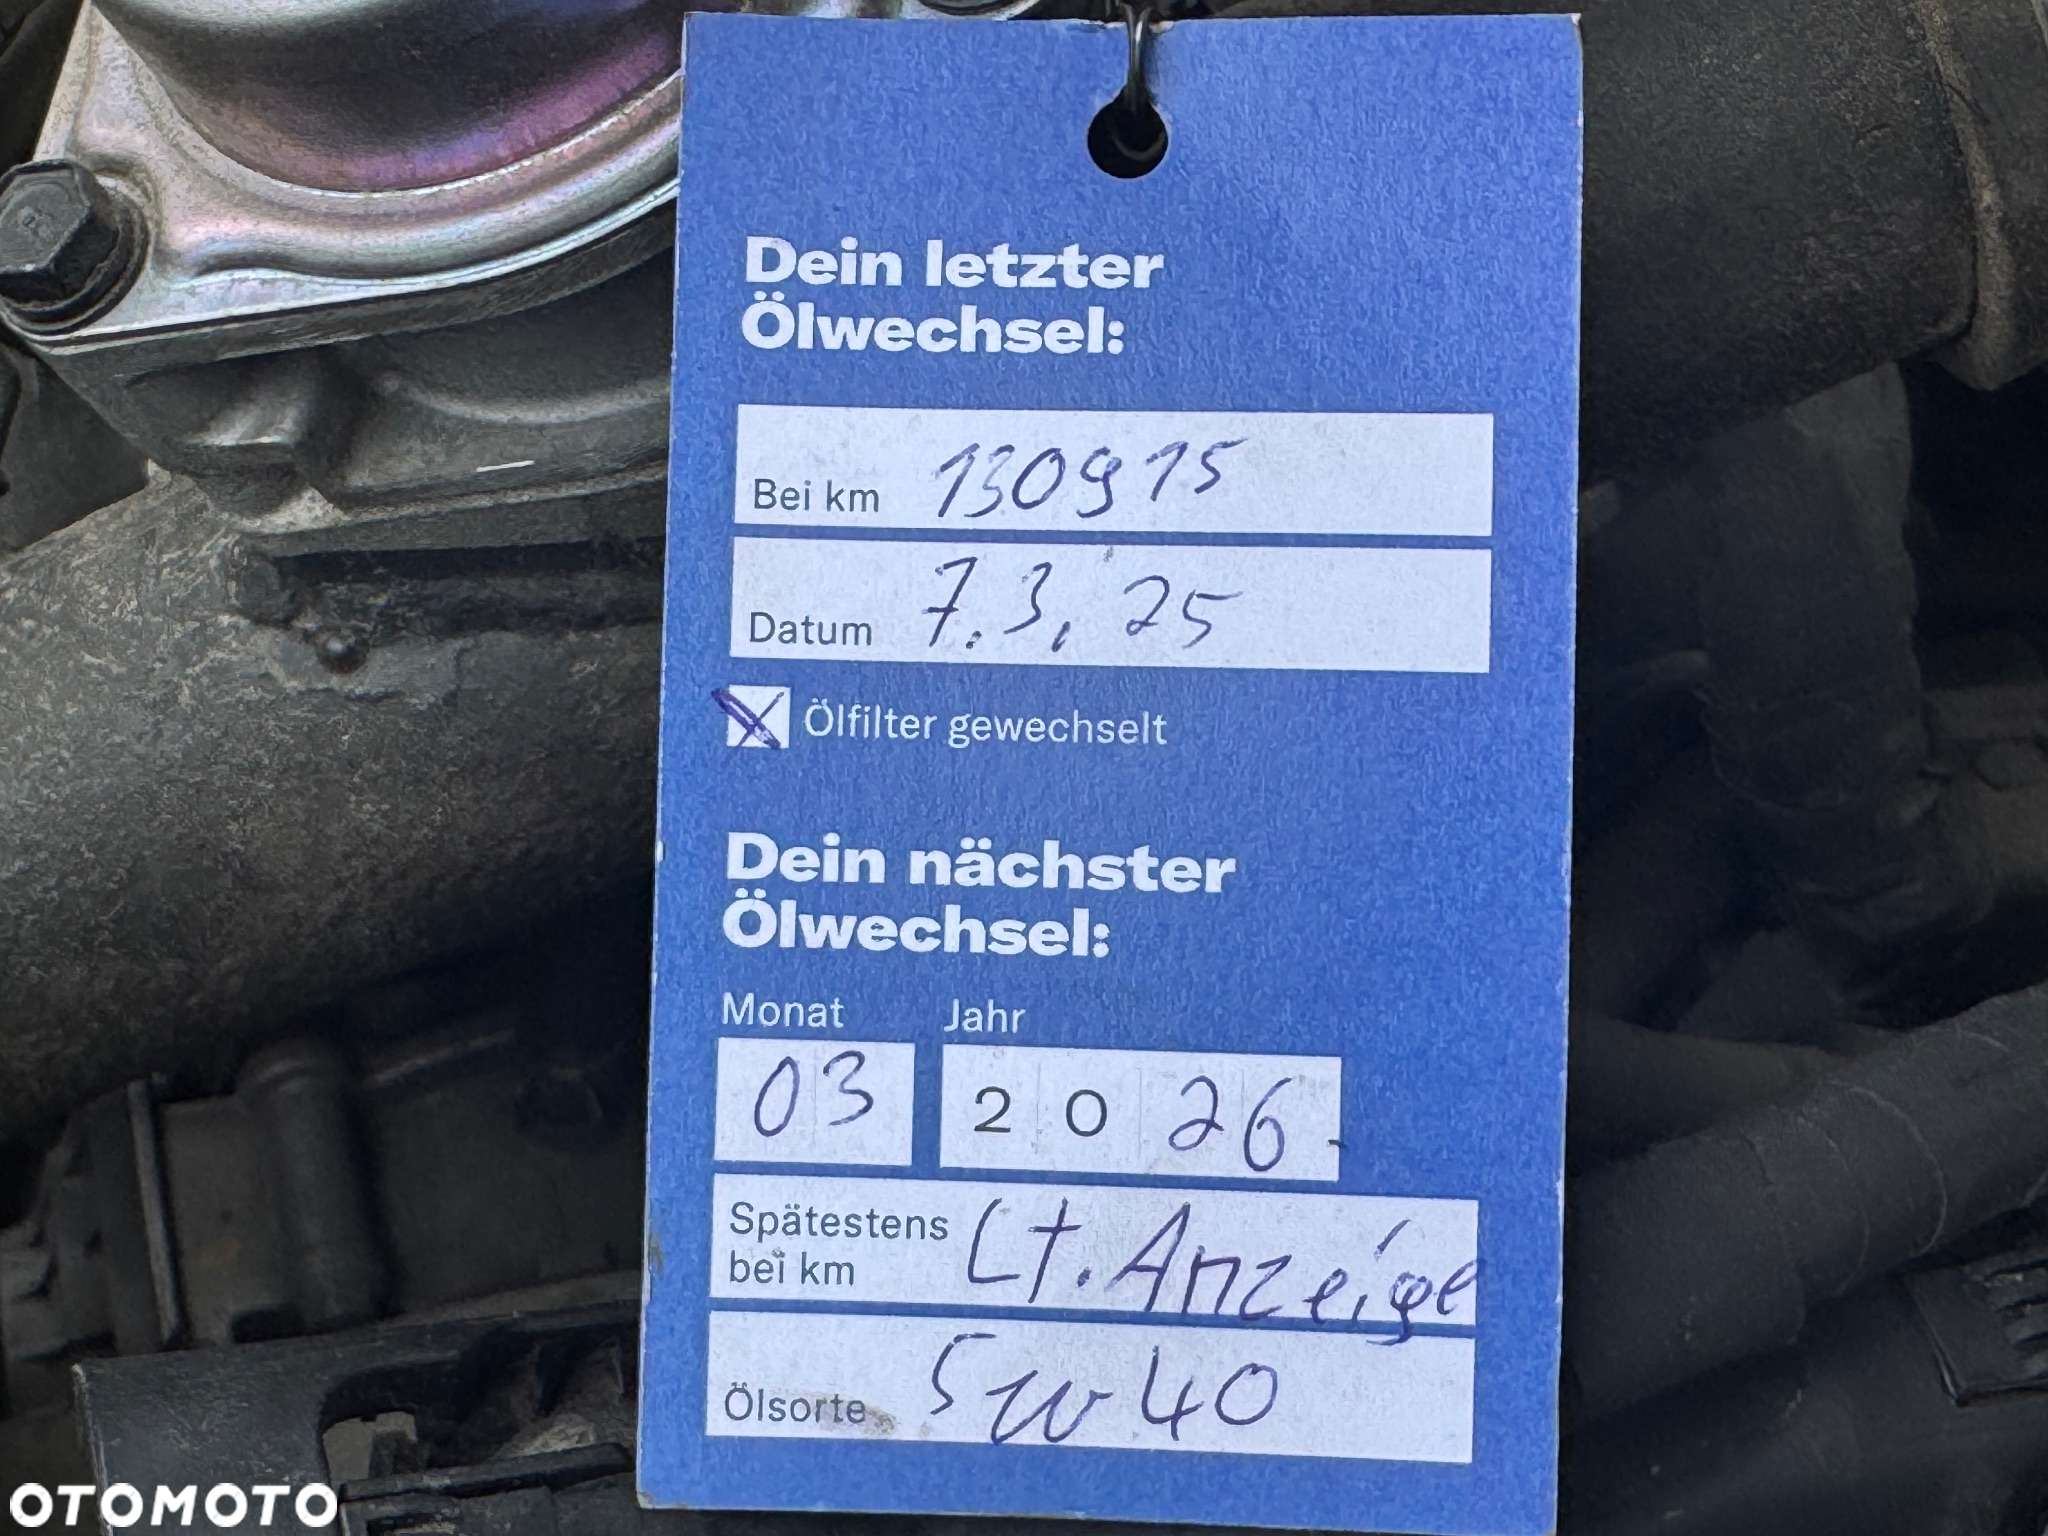 Dein letzter
Ölwechsel:
Bei km 130915
Datum 7.3.25
Ölfilter gewechselt
Dein nächster
Ölwechsel:
Monat Jahr
03 2026
Spätestens
bei km Lt. Anzeige
Ölsorte 5W40
OTOMOTO